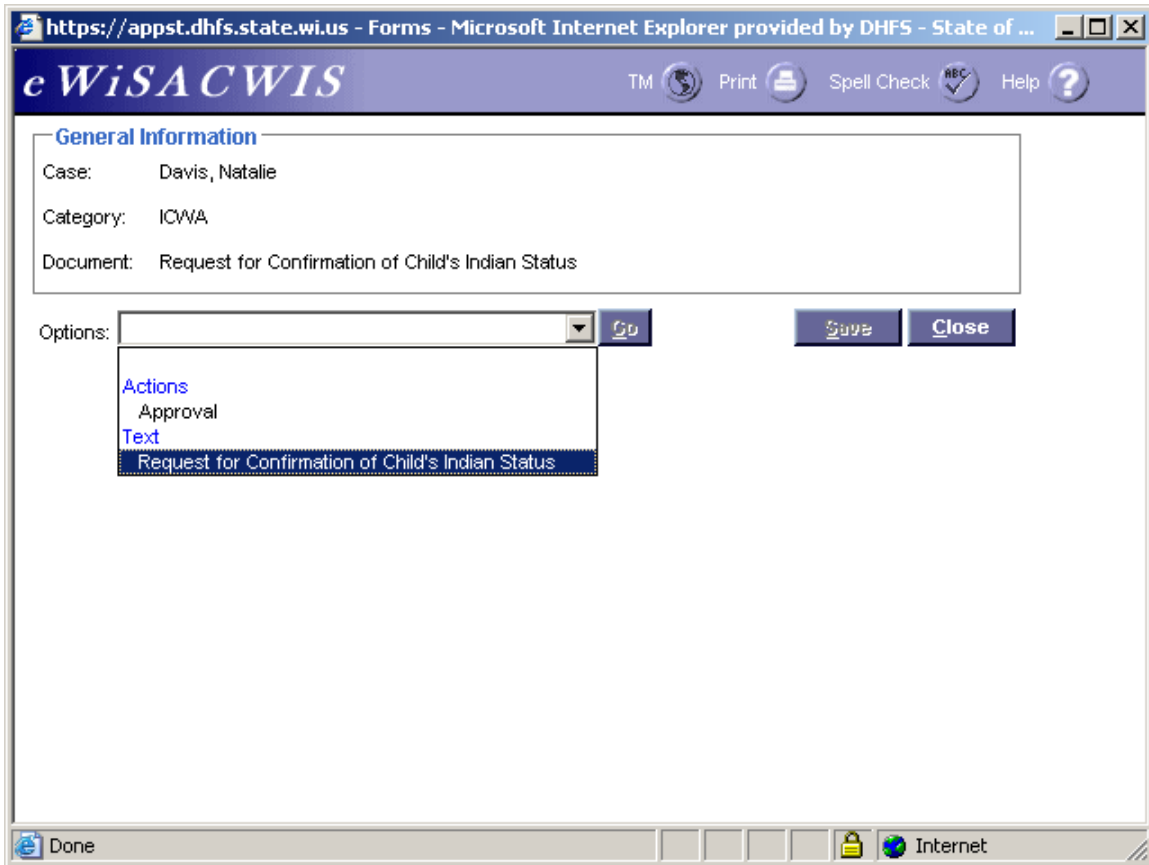 https://appst.dhfs.state.wi.us - Forms - Microsoft Internet Explorer provided by DHFS - State of ...
e WiSACWIS TM Print Spell Check ABC Help ?
General Information
Case: Davis, Natalie
Category: ICWA
Document: Request for Confirmation of Child's Indian Status
Options: Go Save Close
Actions
Approval
Text
Request for Confirmation of Child's Indian Status
Done Internet